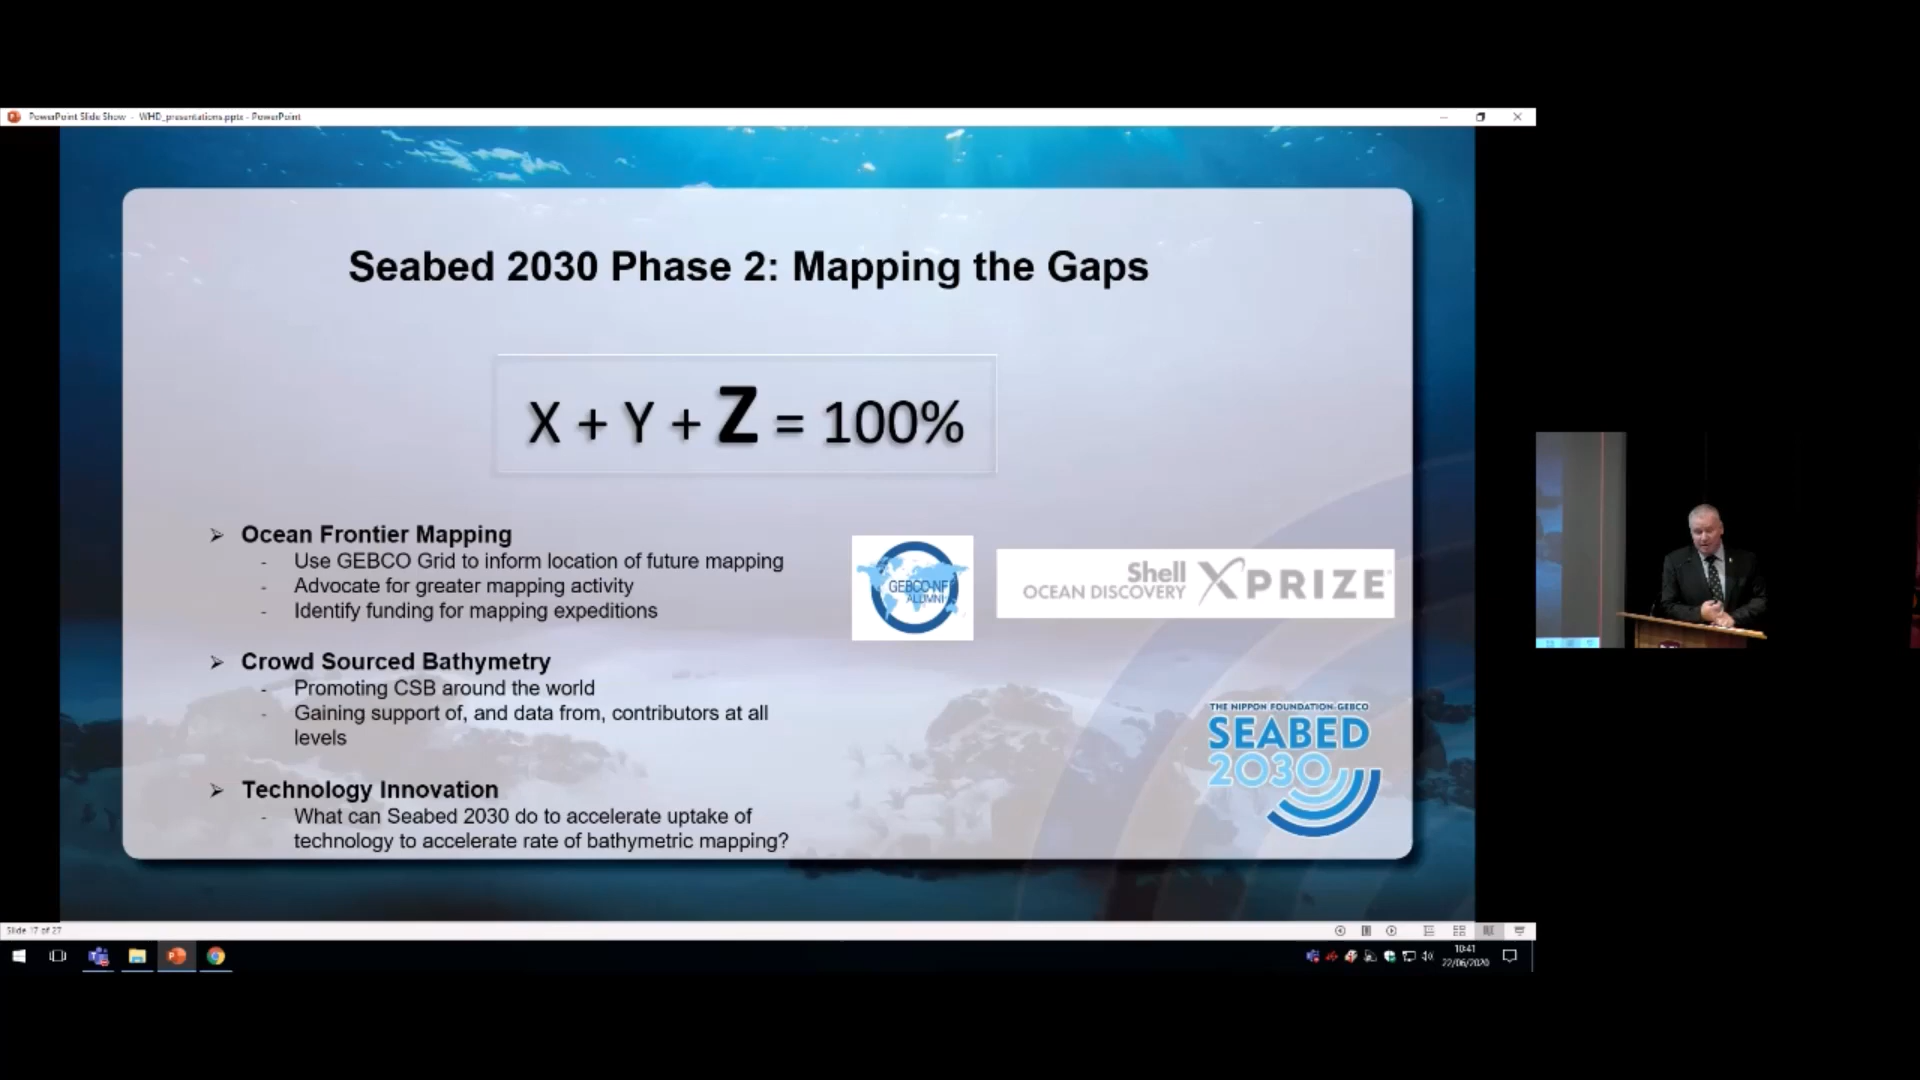 PowerPoint Slide Show - WHD_presentations.pptx - PowerPoint
Seabed 2030 Phase 2: Mapping the Gaps
X + Y + Z = 100%
➢ Ocean Frontier Mapping
- Use GEBCO Grid to inform location of future mapping
- Advocate for greater mapping activity
- Identify funding for mapping expeditions
GEBCO-NF
ALUMNI
Shell
OCEAN DISCOVERY XPRIZE
➢ Crowd Sourced Bathymetry
- Promoting CSB around the world
- Gaining support of, and data from, contributors at all
levels
THE NIPPON FOUNDATION-GEBCO
SEABED
2030
➢ Technology Innovation
- What can Seabed 2030 do to accelerate uptake of
technology to accelerate rate of bathymetric mapping?
Slide 17 of 27
10:41
22/06/2020